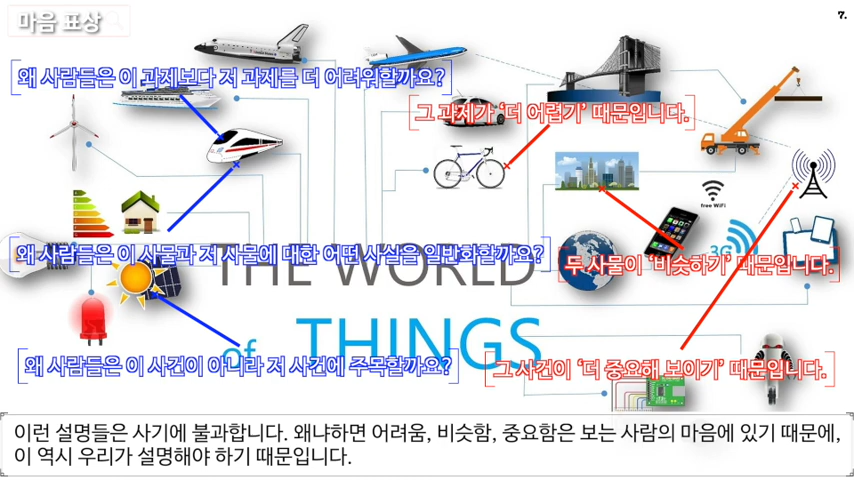 마음 표상
7.
왜 사람들은 이 과제보다 저 과제를 더 어려워할까요?
그 과제가 ‘더 어렵기’ 때문입니다.
free WiFi
3G
왜 사람들은 이 사물과 저 사물에 대한 어떤 사실을 일반화할까요?
두 사물이 ‘비슷하기’ 때문입니다.
THE WORLD
of THINGS
왜 사람들은 이 사건이 아니라 저 사건에 주목할까요?
그 사건이 ‘더 중요해 보이기’ 때문입니다.
이런 설명들은 사기에 불과합니다. 왜냐하면 어려움, 비슷함, 중요함은 보는 사람의 마음에 있기 때문에,
이 역시 우리가 설명해야 하기 때문입니다.